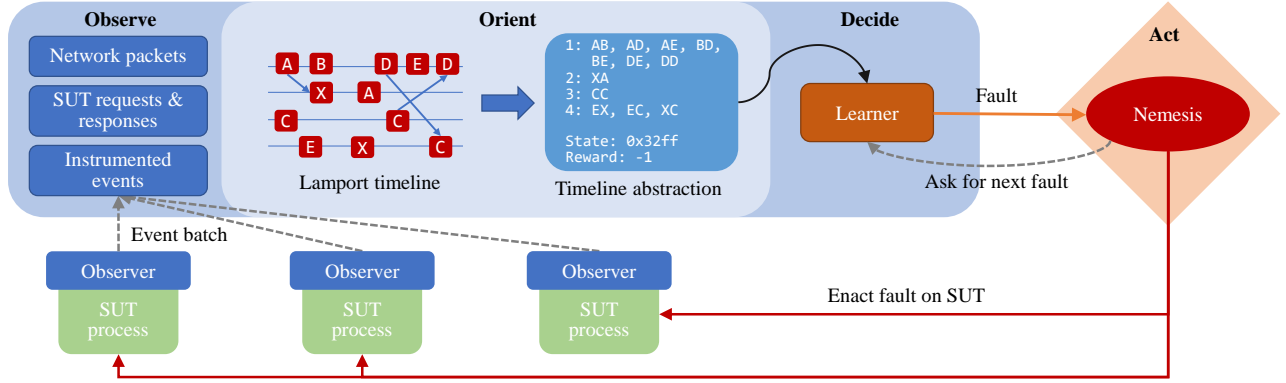 Observe
Network packets
SUT requests &
responses
Instrumented
events
Orient
A B D E D
X A
C C
E X C
Lamport timeline
1: AB, AD, AE, BD,
BE, DE, DD
2: XA
3: CC
4: EX, EC, XC
State: 0x32ff
Reward: -1
Timeline abstraction
Decide
Learner
Fault
Ask for next fault
Act
Nemesis
Event batch
Observer
SUT
process
Observer
SUT
process
Observer
SUT
process
Enact fault on SUT